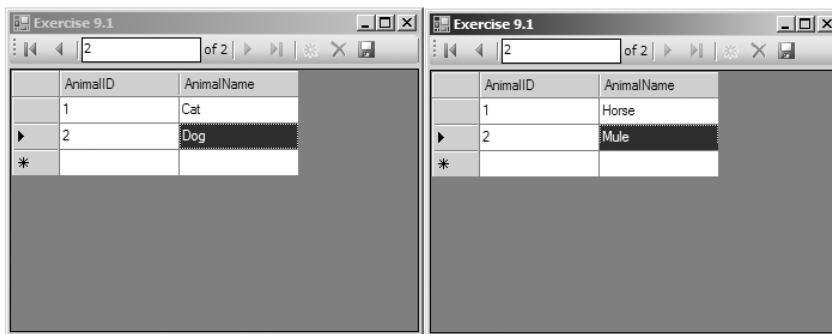 Exercise 9.1
2 of 2
AnimalID AnimalName
1 Cat
2 Dog
Exercise 9.1
2 of 2
AnimalID AnimalName
1 Horse
2 Mule